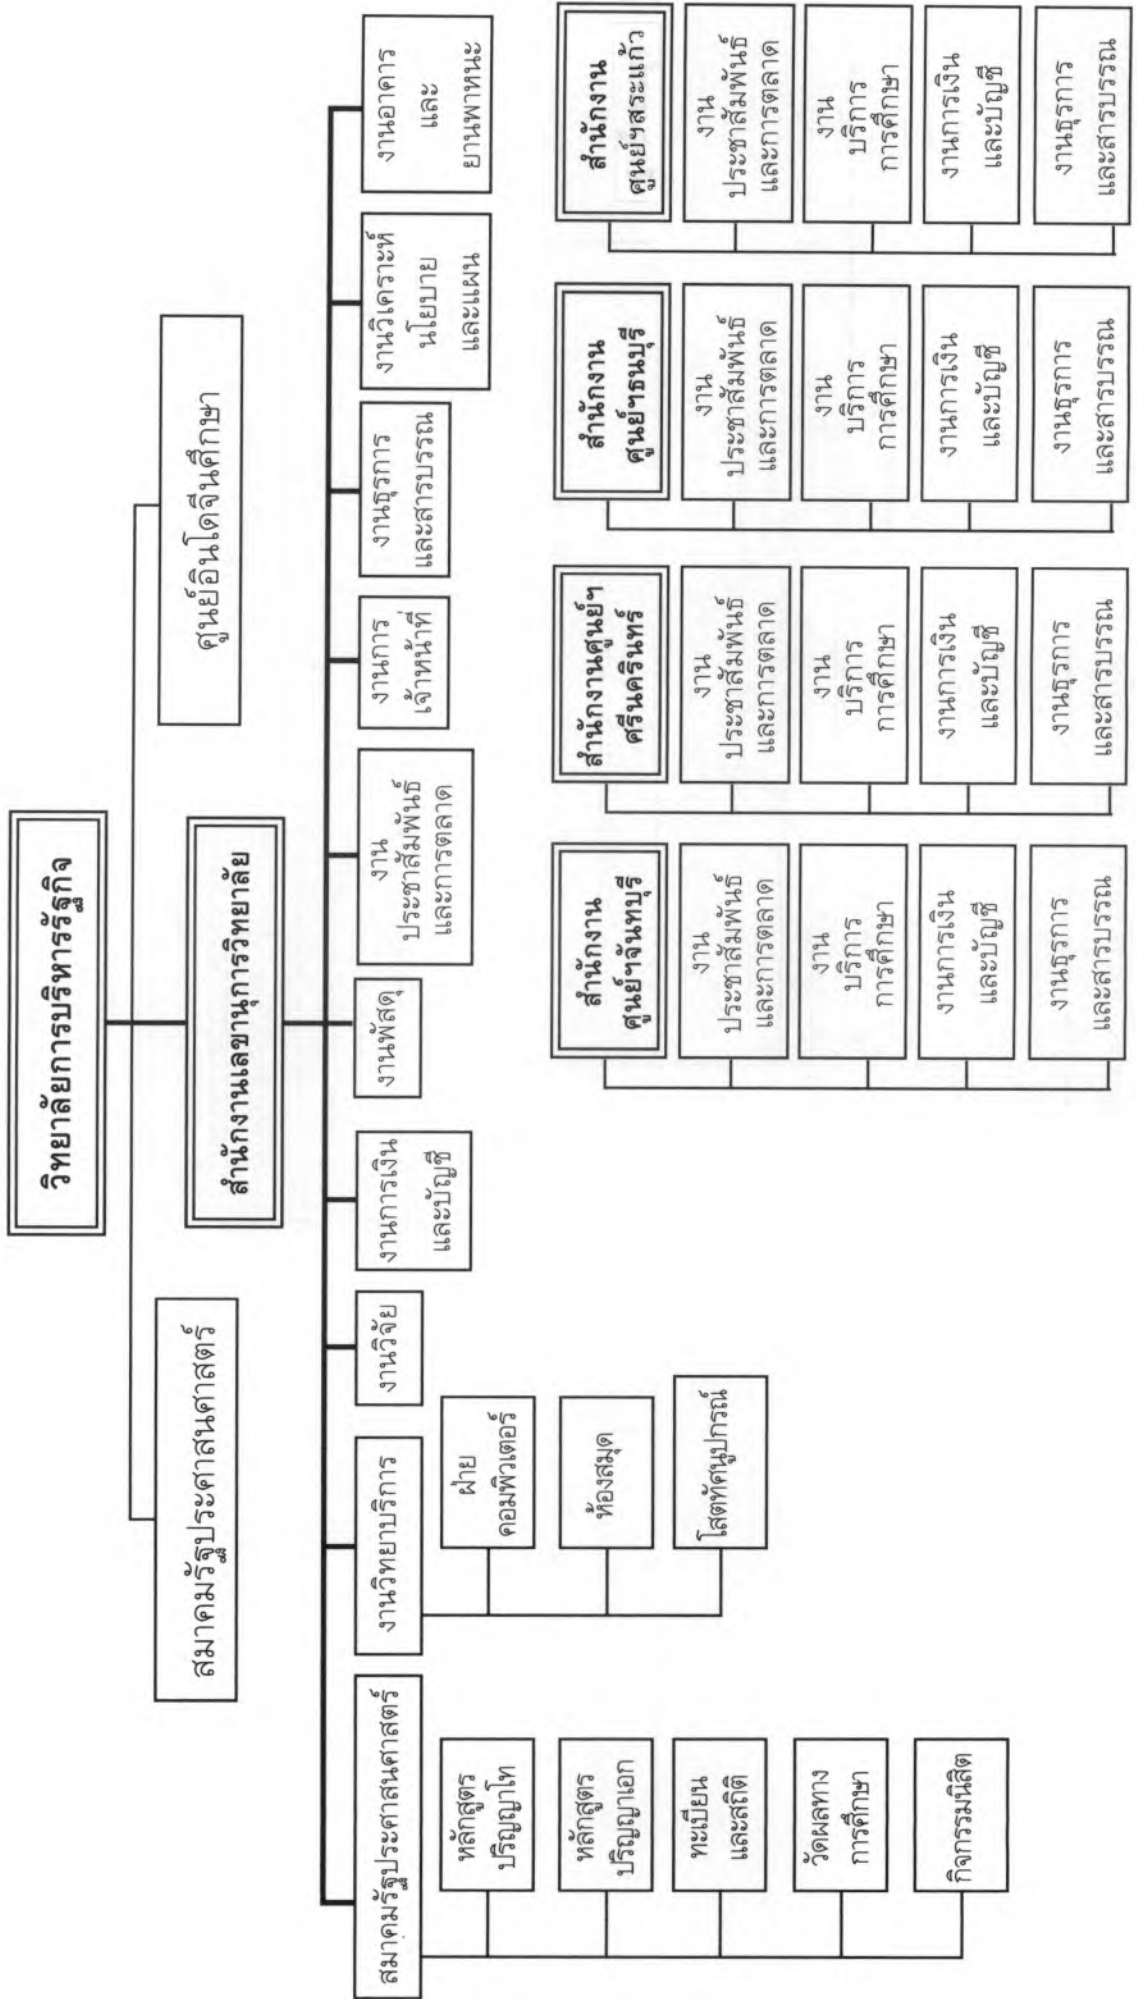 วิทยาลัยการบริหารรัฐกิจ
สมาคมรัฐประศาสนศาสตร์
ศูนย์อินโดจีนศึกษา
สำนักงานเลขานุการวิทยาลัย
สมาคมรัฐประศาสนศาสตร์
หลักสูตร
ปริญญาโท
หลักสูตร
ปริญญาเอก
ทะเบียน
และสถิติ
วัดผลทาง
การศึกษา
กิจกรรมนิสิต
งานวิทยาบริการ
ฝ่าย
คอมพิวเตอร์
ห้องสมุด
โสตทัศนูปกรณ์
งานวิจัย
งานการเงิน
และบัญชี
งานพัสดุ
งาน
ประชาสัมพันธ์
และการตลาด
งานการ
เจ้าหน้าที่
งานธุรการ
และสารบรรณ
งานวิเคราะห์
นโยบาย
และแผน
งานอาคาร
และ
ยานพาหนะ
สำนักงาน
ศูนย์ฯจันทบุรี
งาน
ประชาสัมพันธ์
และการตลาด
งาน
บริการ
การศึกษา
งานการเงิน
และบัญชี
งานธุรการ
และสารบรรณ
สำนักงานศูนย์ฯ
ศรีนครินทร์
งาน
ประชาสัมพันธ์
และการตลาด
งาน
บริการ
การศึกษา
งานการเงิน
และบัญชี
งานธุรการ
และสารบรรณ
สำนักงาน
ศูนย์ฯธนบุรี
งาน
ประชาสัมพันธ์
และการตลาด
งาน
บริการ
การศึกษา
งานการเงิน
และบัญชี
งานธุรการ
และสารบรรณ
สำนักงาน
ศูนย์ฯสระแก้ว
งาน
ประชาสัมพันธ์
และการตลาด
งาน
บริการ
การศึกษา
งานการเงิน
และบัญชี
งานธุรการ
และสารบรรณ